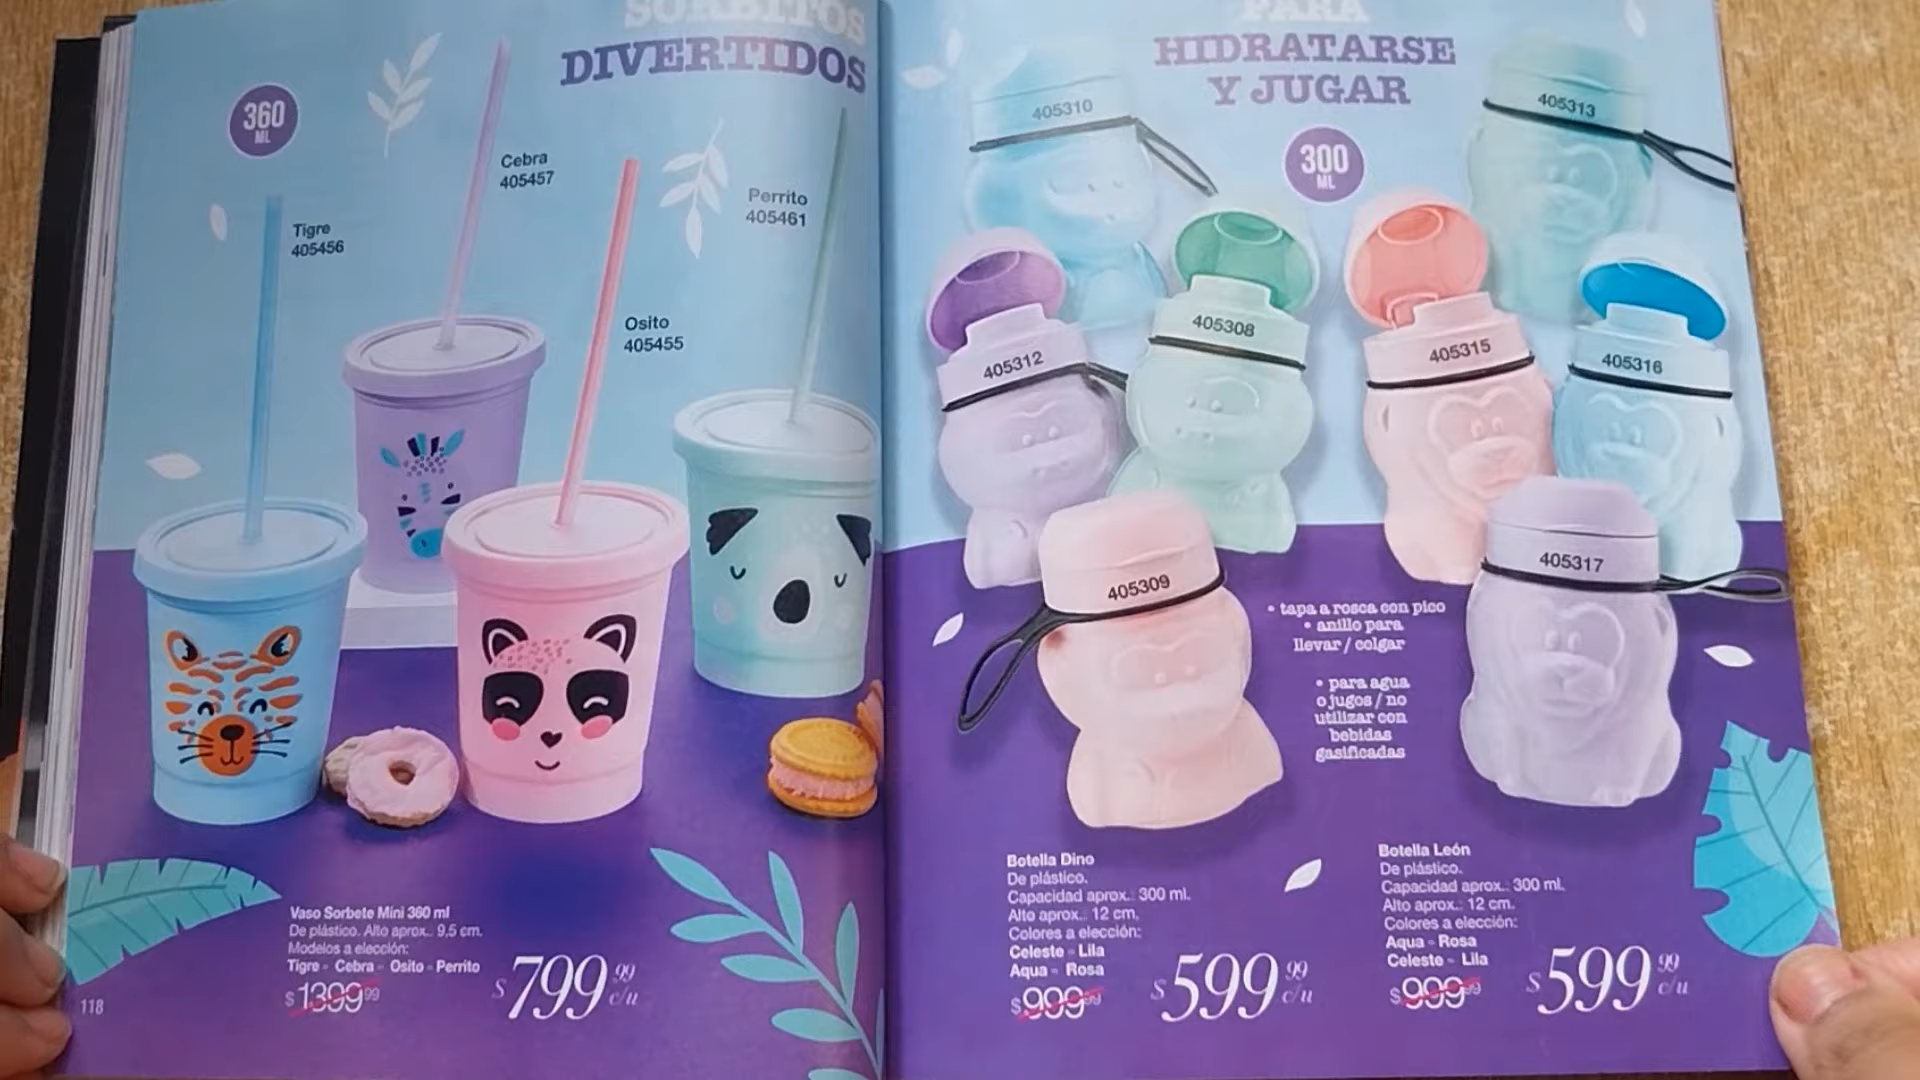 SORBITOS
DIVERTIDOS
360
ML
Cebra
405457
Tigre
405456
Perrito
405461
Osito
405455
Vaso Sorbete Mini 360 ml
De plástico. Alto aprox.: 9,5 cm.
Modelos a elección:
Tigre - Cebra - Osito - Perrito
$1399,99
$799,99 c/u
118
PARA
HIDRATARSE
Y JUGAR
300
ML
405310
405313
405312
405308
405315
405316
405309
405317
• tapa a rosca con pico
• anillo para
llevar / colgar
• para agua
o jugos / no
utilizar con
bebidas
gasificadas
Botella Dino
De plástico.
Capacidad aprox.: 300 ml.
Alto aprox.: 12 cm.
Colores a elección:
Celeste - Lila
Aqua - Rosa
$999,99
$599,99 c/u
Botella León
De plástico.
Capacidad aprox.: 300 ml.
Alto aprox.: 12 cm.
Colores a elección:
Aqua - Rosa
Celeste - Lila
$999,99
$599,99 c/u